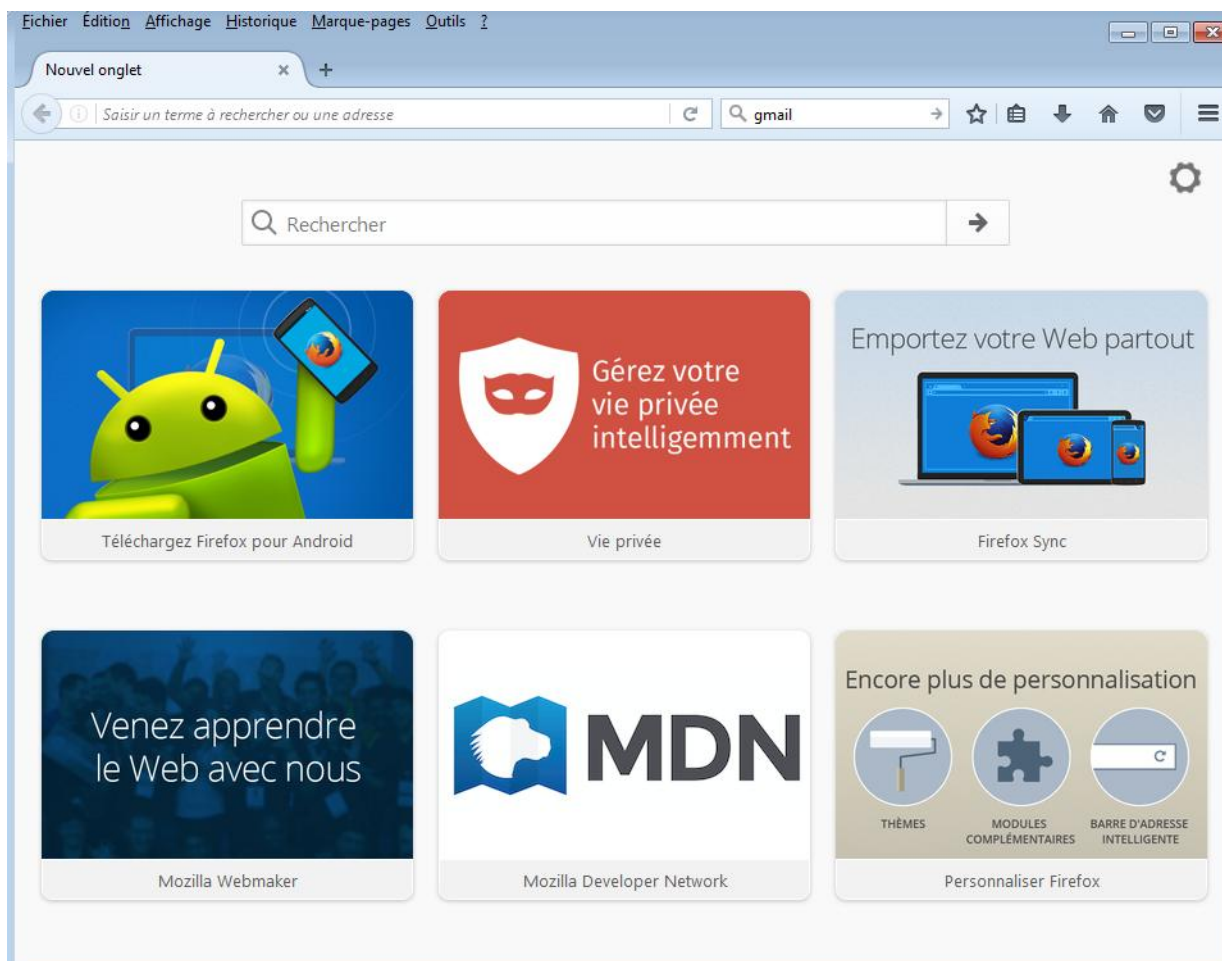 Fichier Édition Affichage Historique Marque-pages Outils ?
Nouvel onglet
Saisir un terme à rechercher ou une adresse
gmail
Rechercher
Gérez votre
vie privée
intelligemment
Emportez votre Web partout
Téléchargez Firefox pour Android
Vie privée
Firefox Sync
Venez apprendre
le Web avec nous
MDN
Encore plus de personnalisation
THÈMES
MODULES
COMPLÉMENTAIRES
BARRE D'ADRESSE
INTELLIGENTE
Mozilla Webmaker
Mozilla Developer Network
Personnaliser Firefox